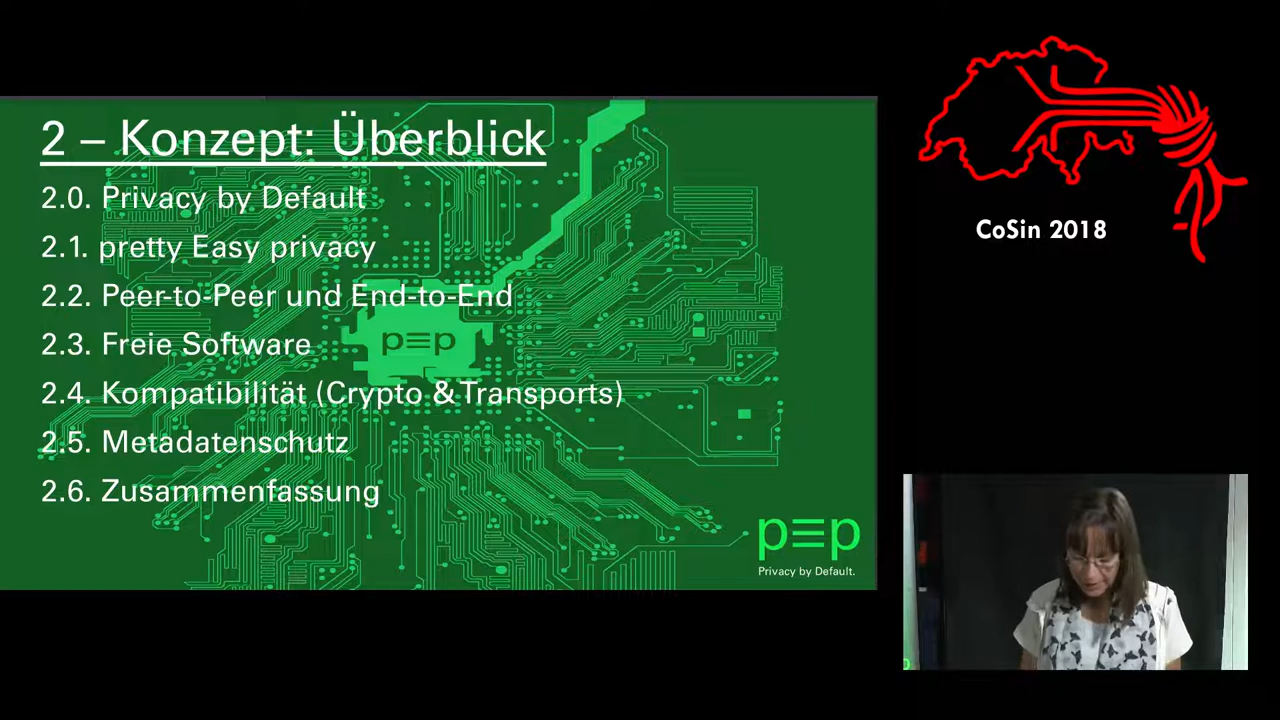 2 – Konzept: Überblick
2.0. Privacy by Default
2.1. pretty Easy privacy
2.2. Peer-to-Peer und End-to-End
2.3. Freie Software
2.4. Kompatibilität (Crypto & Transports)
2.5. Metadatenschutz
2.6. Zusammenfassung
p≡p
p≡p
Privacy by Default.
CoSin 2018